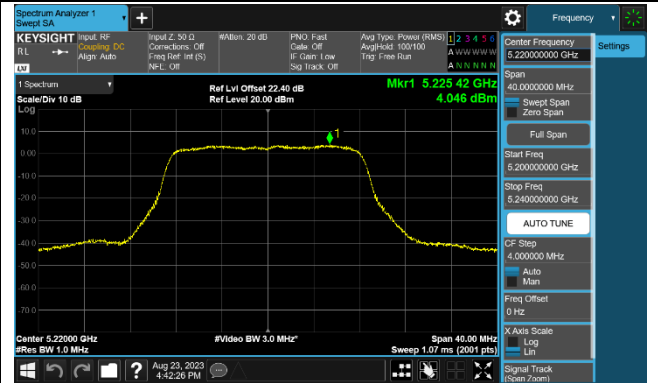 Spectrum Analyzer 1
Swept SA
+
Frequency
KEYSIGHT
RL
LXI
Input: RF
Coupling: DC
Align: Auto
Input Z: 50 Ω
Corrections: Off
Freq Ref: Int (S)
NFE: Off
#Atten: 20 dB
PNO: Fast
Gate: Off
IF Gain: Low
Sig Track: Off
Avg Type: Power (RMS)
Avg|Hold: 100/100
Trig: Free Run
1 2 3 4 5 6
A W W W W W
A N N N N N
1 Spectrum
Scale/Div 10 dB
Log
Ref Lvl Offset 22.40 dB
Ref Level 20.00 dBm
Mkr1 5.225 42 GHz
4.046 dBm
10.0
0.00
-10.0
-20.0
-30.0
-40.0
-50.0
-60.0
-70.0
1
Center 5.22000 GHz
#Res BW 1.0 MHz
#Video BW 3.0 MHz*
Span 40.00 MHz
Sweep 1.07 ms (2001 pts)
Center Frequency
5.220000000 GHz
Settings
Span
40.0000000 MHz
Swept Span
Zero Span
Full Span
Start Freq
5.200000000 GHz
Stop Freq
5.240000000 GHz
AUTO TUNE
CF Step
4.000000 MHz
Auto
Man
Freq Offset
0 Hz
X Axis Scale
Log
Lin
Signal Track
(Span Zoom)
?
Aug 23, 2023
4:42:26 PM